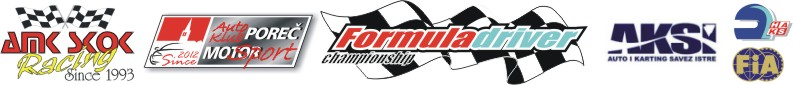 AMK SKOK
Racing
Since 1993
Auto
Klub
POREČ
MOTOR
sport
2012
Since
Formuladriver
championship
AKSi
AUTO I KARTING SAVEZ ISTRE
HAKS
FiA